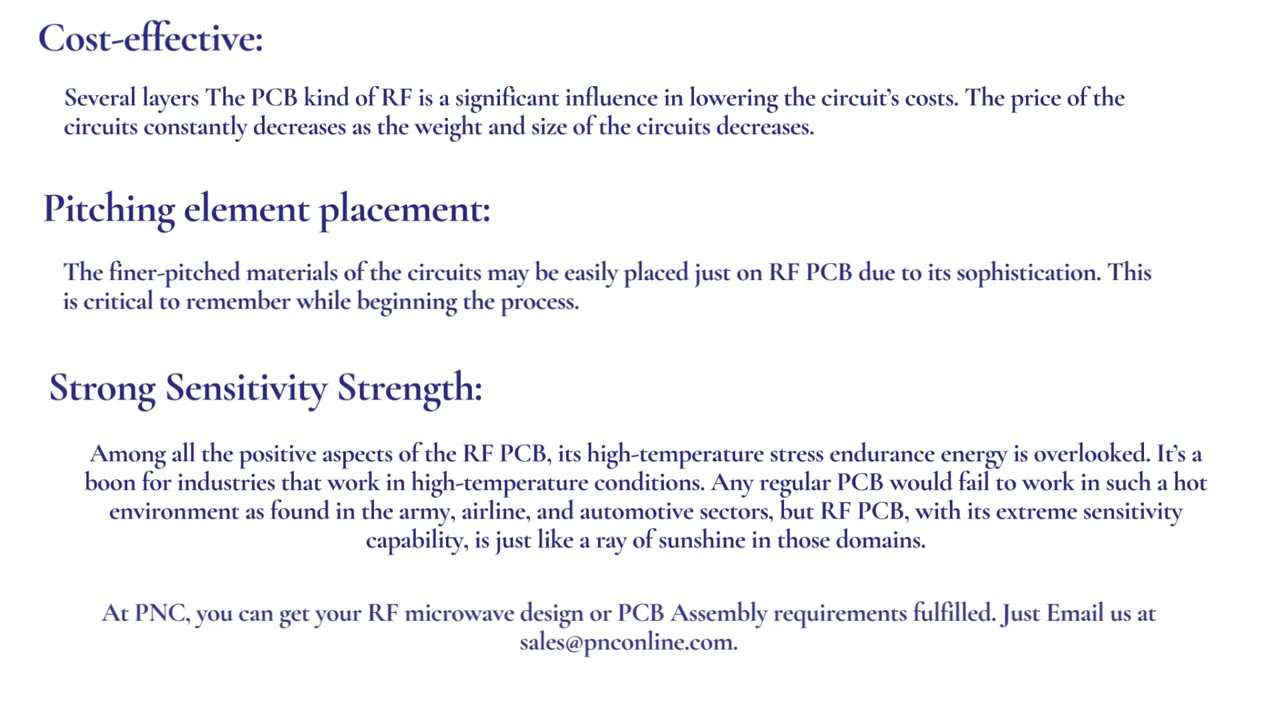 Cost-effective:
Several layers The PCB kind of RF is a significant influence in lowering the circuit's costs. The price of the
circuits constantly decreases as the weight and size of the circuits decreases.
Pitching element placement:
The finer-pitched materials of the circuits may be easily placed just on RF PCB due to its sophistication. This
is critical to remember while beginning the process.
Strong Sensitivity Strength:
Among all the positive aspects of the RF PCB, its high-temperature stress endurance energy is overlooked. It's a
boon for industries that work in high-temperature conditions. Any regular PCB would fail to work in such a hot
environment as found in the army, airline, and automotive sectors, but RF PCB, with its extreme sensitivity
capability, is just like a ray of sunshine in those domains.
At PNC, you can get your RF microwave design or PCB Assembly requirements fulfilled. Just Email us at
sales@pnconline.com.